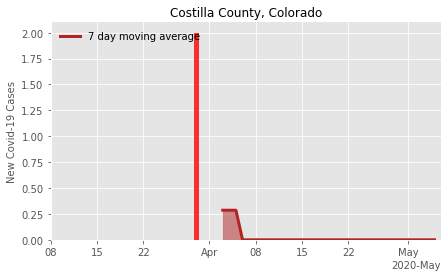 Costilla County, Colorado
7 day moving average
New Covid-19 Cases
2.00
1.75
1.50
1.25
1.00
0.75
0.50
0.25
0.00
08
15
22
Apr
08
15
22
May
2020-May